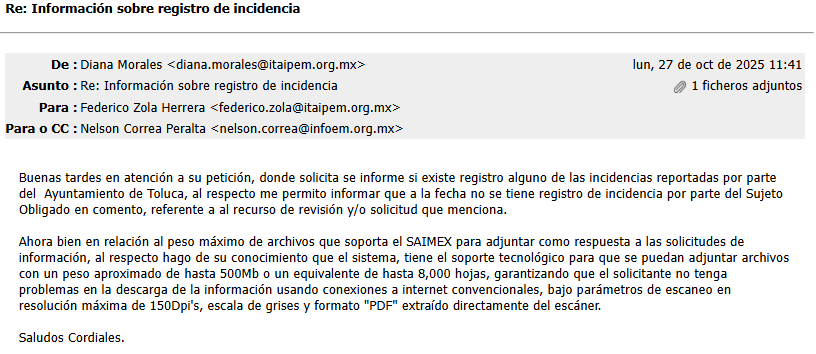 Re: Información sobre registro de incidencia
De : Diana Morales <diana.morales@itaipem.org.mx>
lun, 27 de oct de 2025 11:41
Asunto : Re: Información sobre registro de incidencia
1 ficheros adjuntos
Para : Federico Zola Herrera <federico.zola@itaipem.org.mx>
Para o CC : Nelson Correa Peralta <nelson.correa@infoem.org.mx>
Buenas tardes en atención a su petición, donde solicita se informe si existe registro alguno de las incidencias reportadas por parte
del  Ayuntamiento de Toluca, al respecto me permito informar que a la fecha no se tiene registro de incidencia por parte del Sujeto
Obligado en comento, referente a al recurso de revisión y/o solicitud que menciona.
Ahora bien en relación al peso máximo de archivos que soporta el SAIMEX para adjuntar como respuesta a las solicitudes de
información, al respecto hago de su conocimiento que el sistema, tiene el soporte tecnológico para que se puedan adjuntar archivos
con un peso aproximado de hasta 500Mb o un equivalente de hasta 8,000 hojas, garantizando que el solicitante no tenga
problemas en la descarga de la información usando conexiones a internet convencionales, bajo parámetros de escaneo en
resolución máxima de 150Dpi's, escala de grises y formato "PDF" extraído directamente del escáner.
Saludos Cordiales.